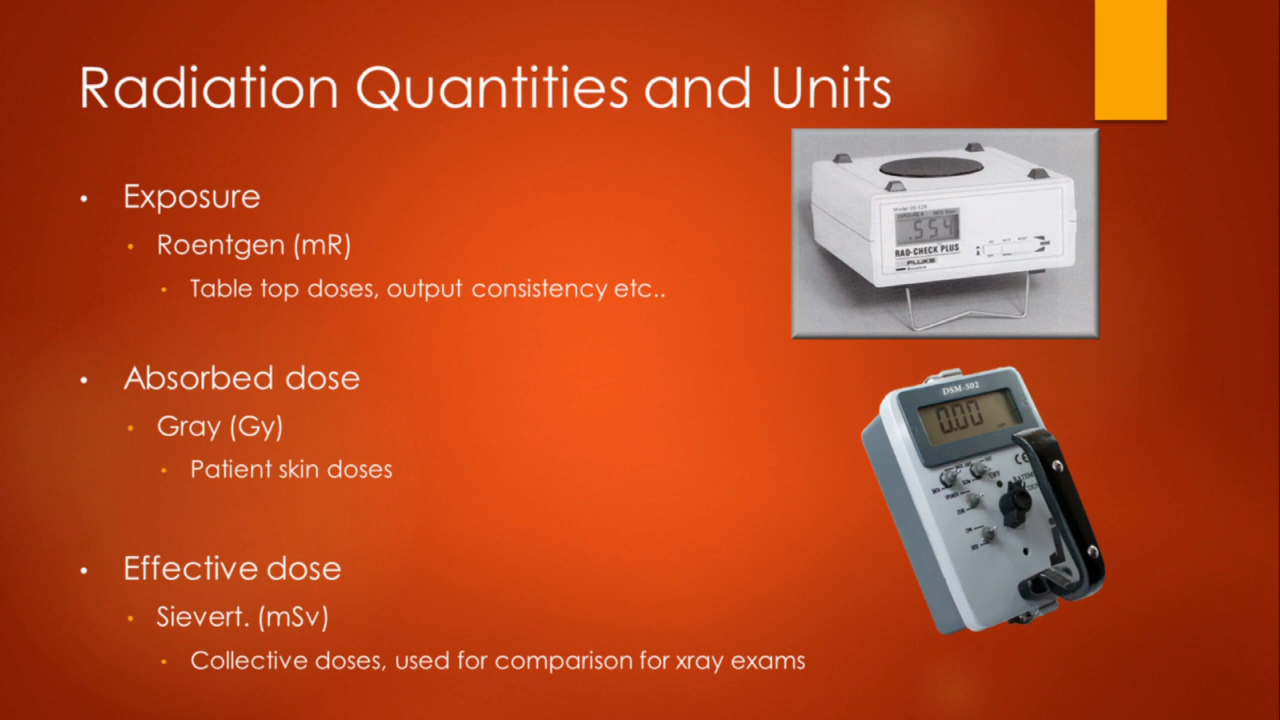 Radiation Quantities and Units
• Exposure
• Roentgen (mR)
• Table top doses, output consistency etc..
• Absorbed dose
• Gray (Gy)
• Patient skin doses
• Effective dose
• Sievert. (mSv)
• Collective doses, used for comparison for xray exams
.554
RAD-CHECK PLUS
FLUKE
DSM-502
0.00
OFF